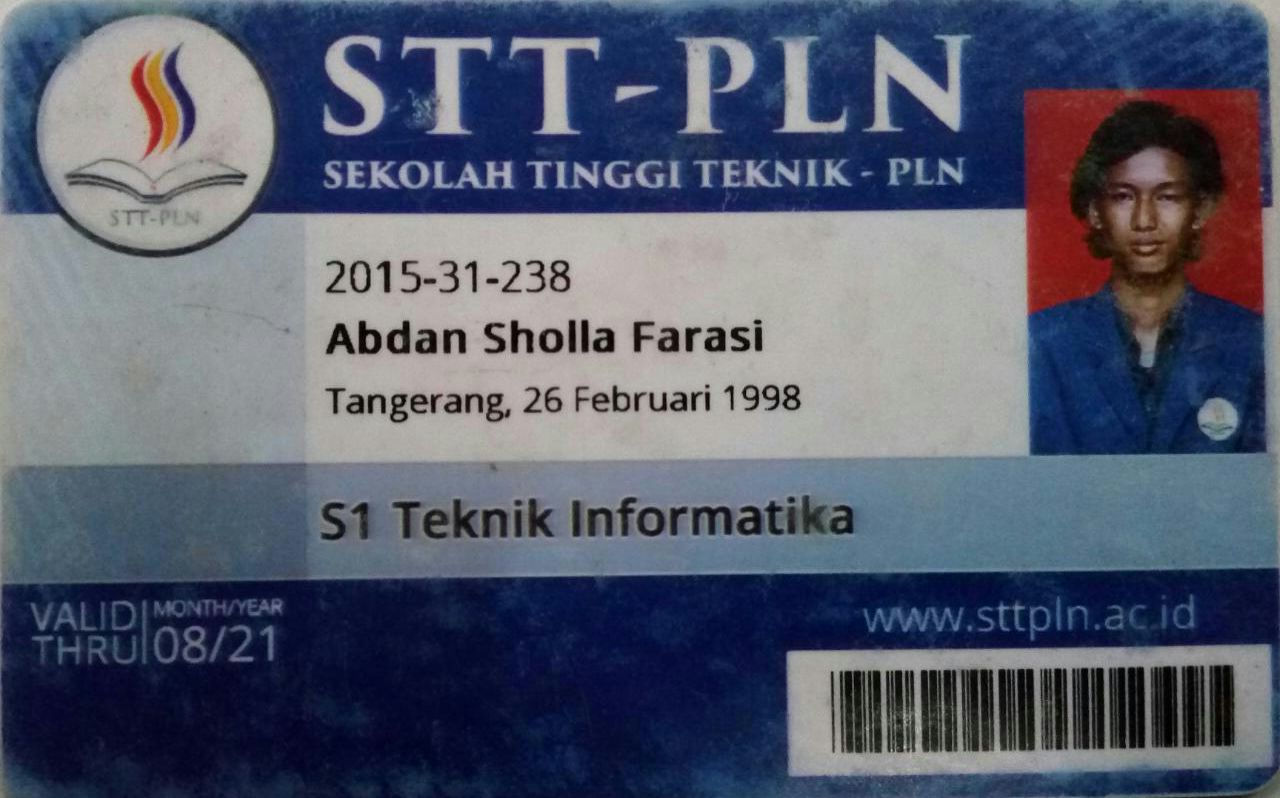 STT-PLN
SEKOLAH TINGGI TEKNIK - PLN
STT-PLN
2015-31-238
Abdan Sholla Farasi
Tangerang, 26 Februari 1998
S1 Teknik Informatika
VALID THRU
MONTH/YEAR
08/21
www.sttpln.ac.id